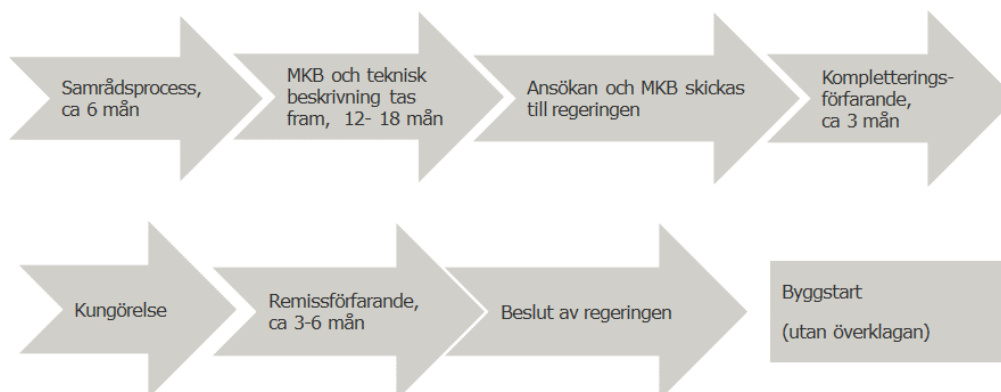 Samrådsprocess,
ca 6 mån
MKB och teknisk
beskrivning tas
fram, 12- 18 mån
Ansökan och MKB skickas
till regeringen
Kompletterings-
förfarande,
ca 3 mån
Kungörelse
Remissförfarande,
ca 3-6 mån
Beslut av regeringen
Byggstart
(utan överklagan)